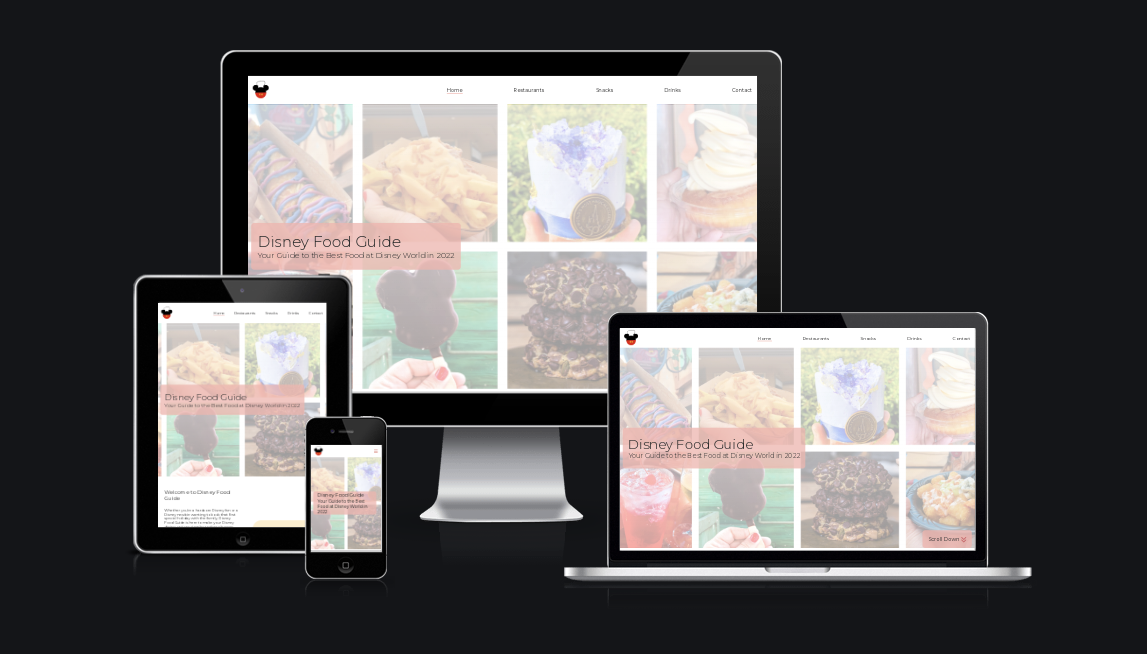 Home Restaurants Snacks Drinks Contact
Disney Food Guide
Your Guide to the Best Food at Disney World in 2022
Home Restaurants Snacks Drinks Contact
Disney Food Guide
Your Guide to the Best Food at Disney World in 2022
Welcome to Disney Food
Guide
Disney Food Guide
Your Guide to the Best
Food at Disney World in
2022
Home Restaurants Snacks Drinks Contact
Disney Food Guide
Your Guide to the Best Food at Disney World in 2022
Scroll Down